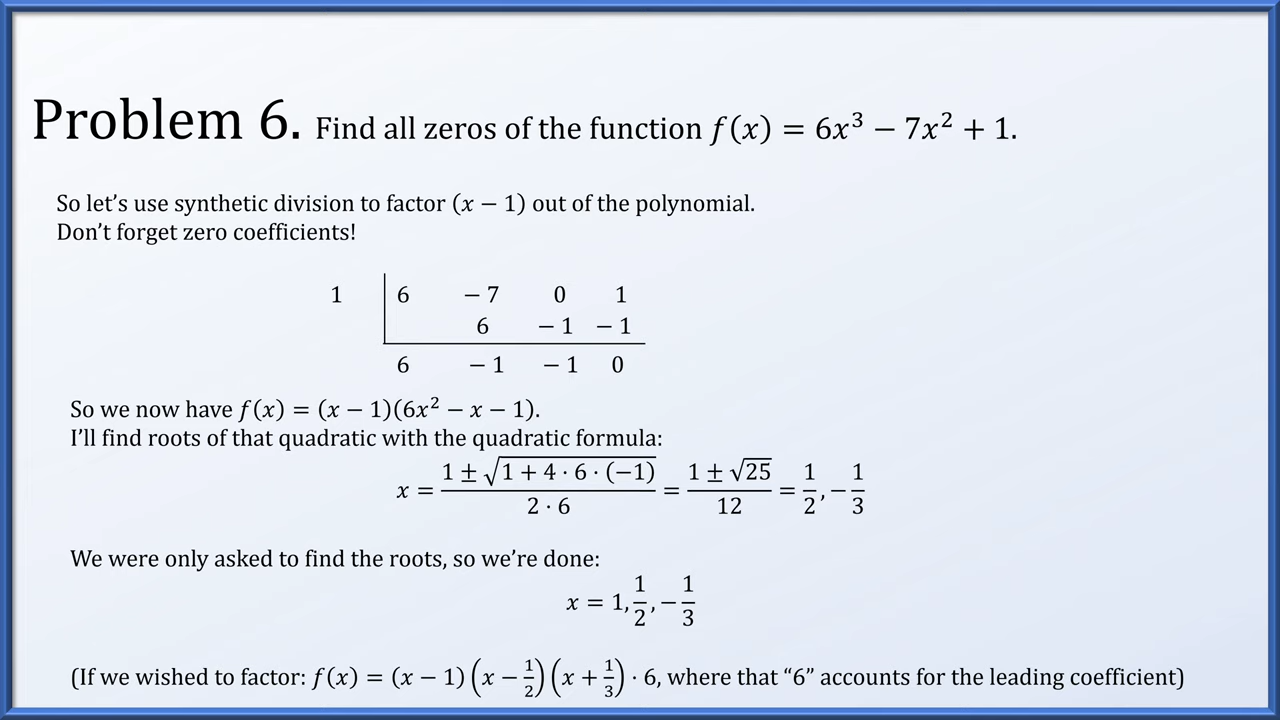 Problem 6. Find all zeros of the function f(x) = 6x³ − 7x² + 1.
So let's use synthetic division to factor (x − 1) out of the polynomial.
Don't forget zero coefficients!
1 | 6 − 7 0 1
6 − 1 − 1
6 − 1 − 1 0
So we now have f(x) = (x − 1)(6x² − x − 1).
I'll find roots of that quadratic with the quadratic formula:
x = (1 ± √(1 + 4 · 6 · (−1)))/(2 · 6) = (1 ± √25)/12 = 1/2, − 1/3
We were only asked to find the roots, so we're done:
x = 1, 1/2, − 1/3
(If we wished to factor: f(x) = (x − 1)(x − 1/2)(x + 1/3) · 6, where that “6” accounts for the leading coefficient)